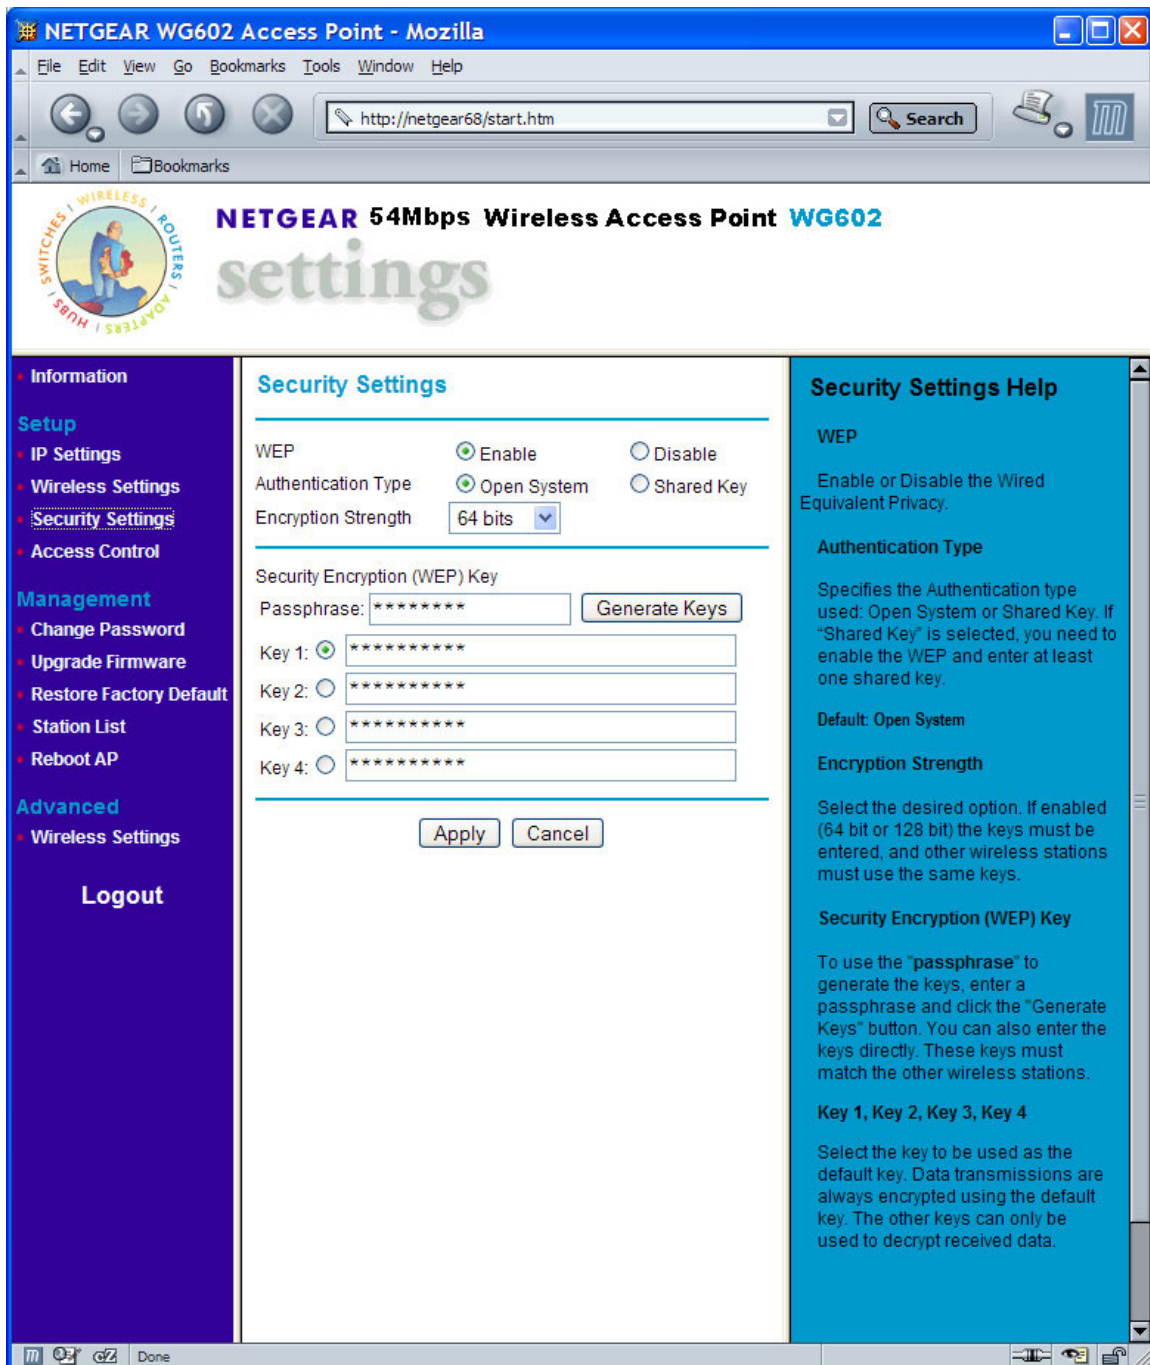 NETGEAR WG602 Access Point - Mozilla
File Edit View Go Bookmarks Tools Window Help
http://netgear68/start.htm
Search
Home Bookmarks
SWITCHES | WIRELESS | ROUTERS | ADAPTERS | HUBS
NETGEAR 54Mbps Wireless Access Point WG602
settings
Information
Setup
IP Settings
Wireless Settings
Security Settings
Access Control
Management
Change Password
Upgrade Firmware
Restore Factory Default
Station List
Reboot AP
Advanced
Wireless Settings
Logout
Security Settings
WEP Enable Disable
Authentication Type Open System Shared Key
Encryption Strength 64 bits
Security Encryption (WEP) Key
Passphrase: ******** Generate Keys
Key 1: **********
Key 2: **********
Key 3: **********
Key 4: **********
Apply Cancel
Security Settings Help
WEP
Enable or Disable the Wired
Equivalent Privacy.
Authentication Type
Specifies the Authentication type
used: Open System or Shared Key. If
“Shared Key” is selected, you need to
enable the WEP and enter at least
one shared key.
Default: Open System
Encryption Strength
Select the desired option. If enabled
(64 bit or 128 bit) the keys must be
entered, and other wireless stations
must use the same keys.
Security Encryption (WEP) Key
To use the "passphrase" to
generate the keys, enter a
passphrase and click the "Generate
Keys" button. You can also enter the
keys directly. These keys must
match the other wireless stations.
Key 1, Key 2, Key 3, Key 4
Select the key to be used as the
default key. Data transmissions are
always encrypted using the default
key. The other keys can only be
used to decrypt received data.
Done